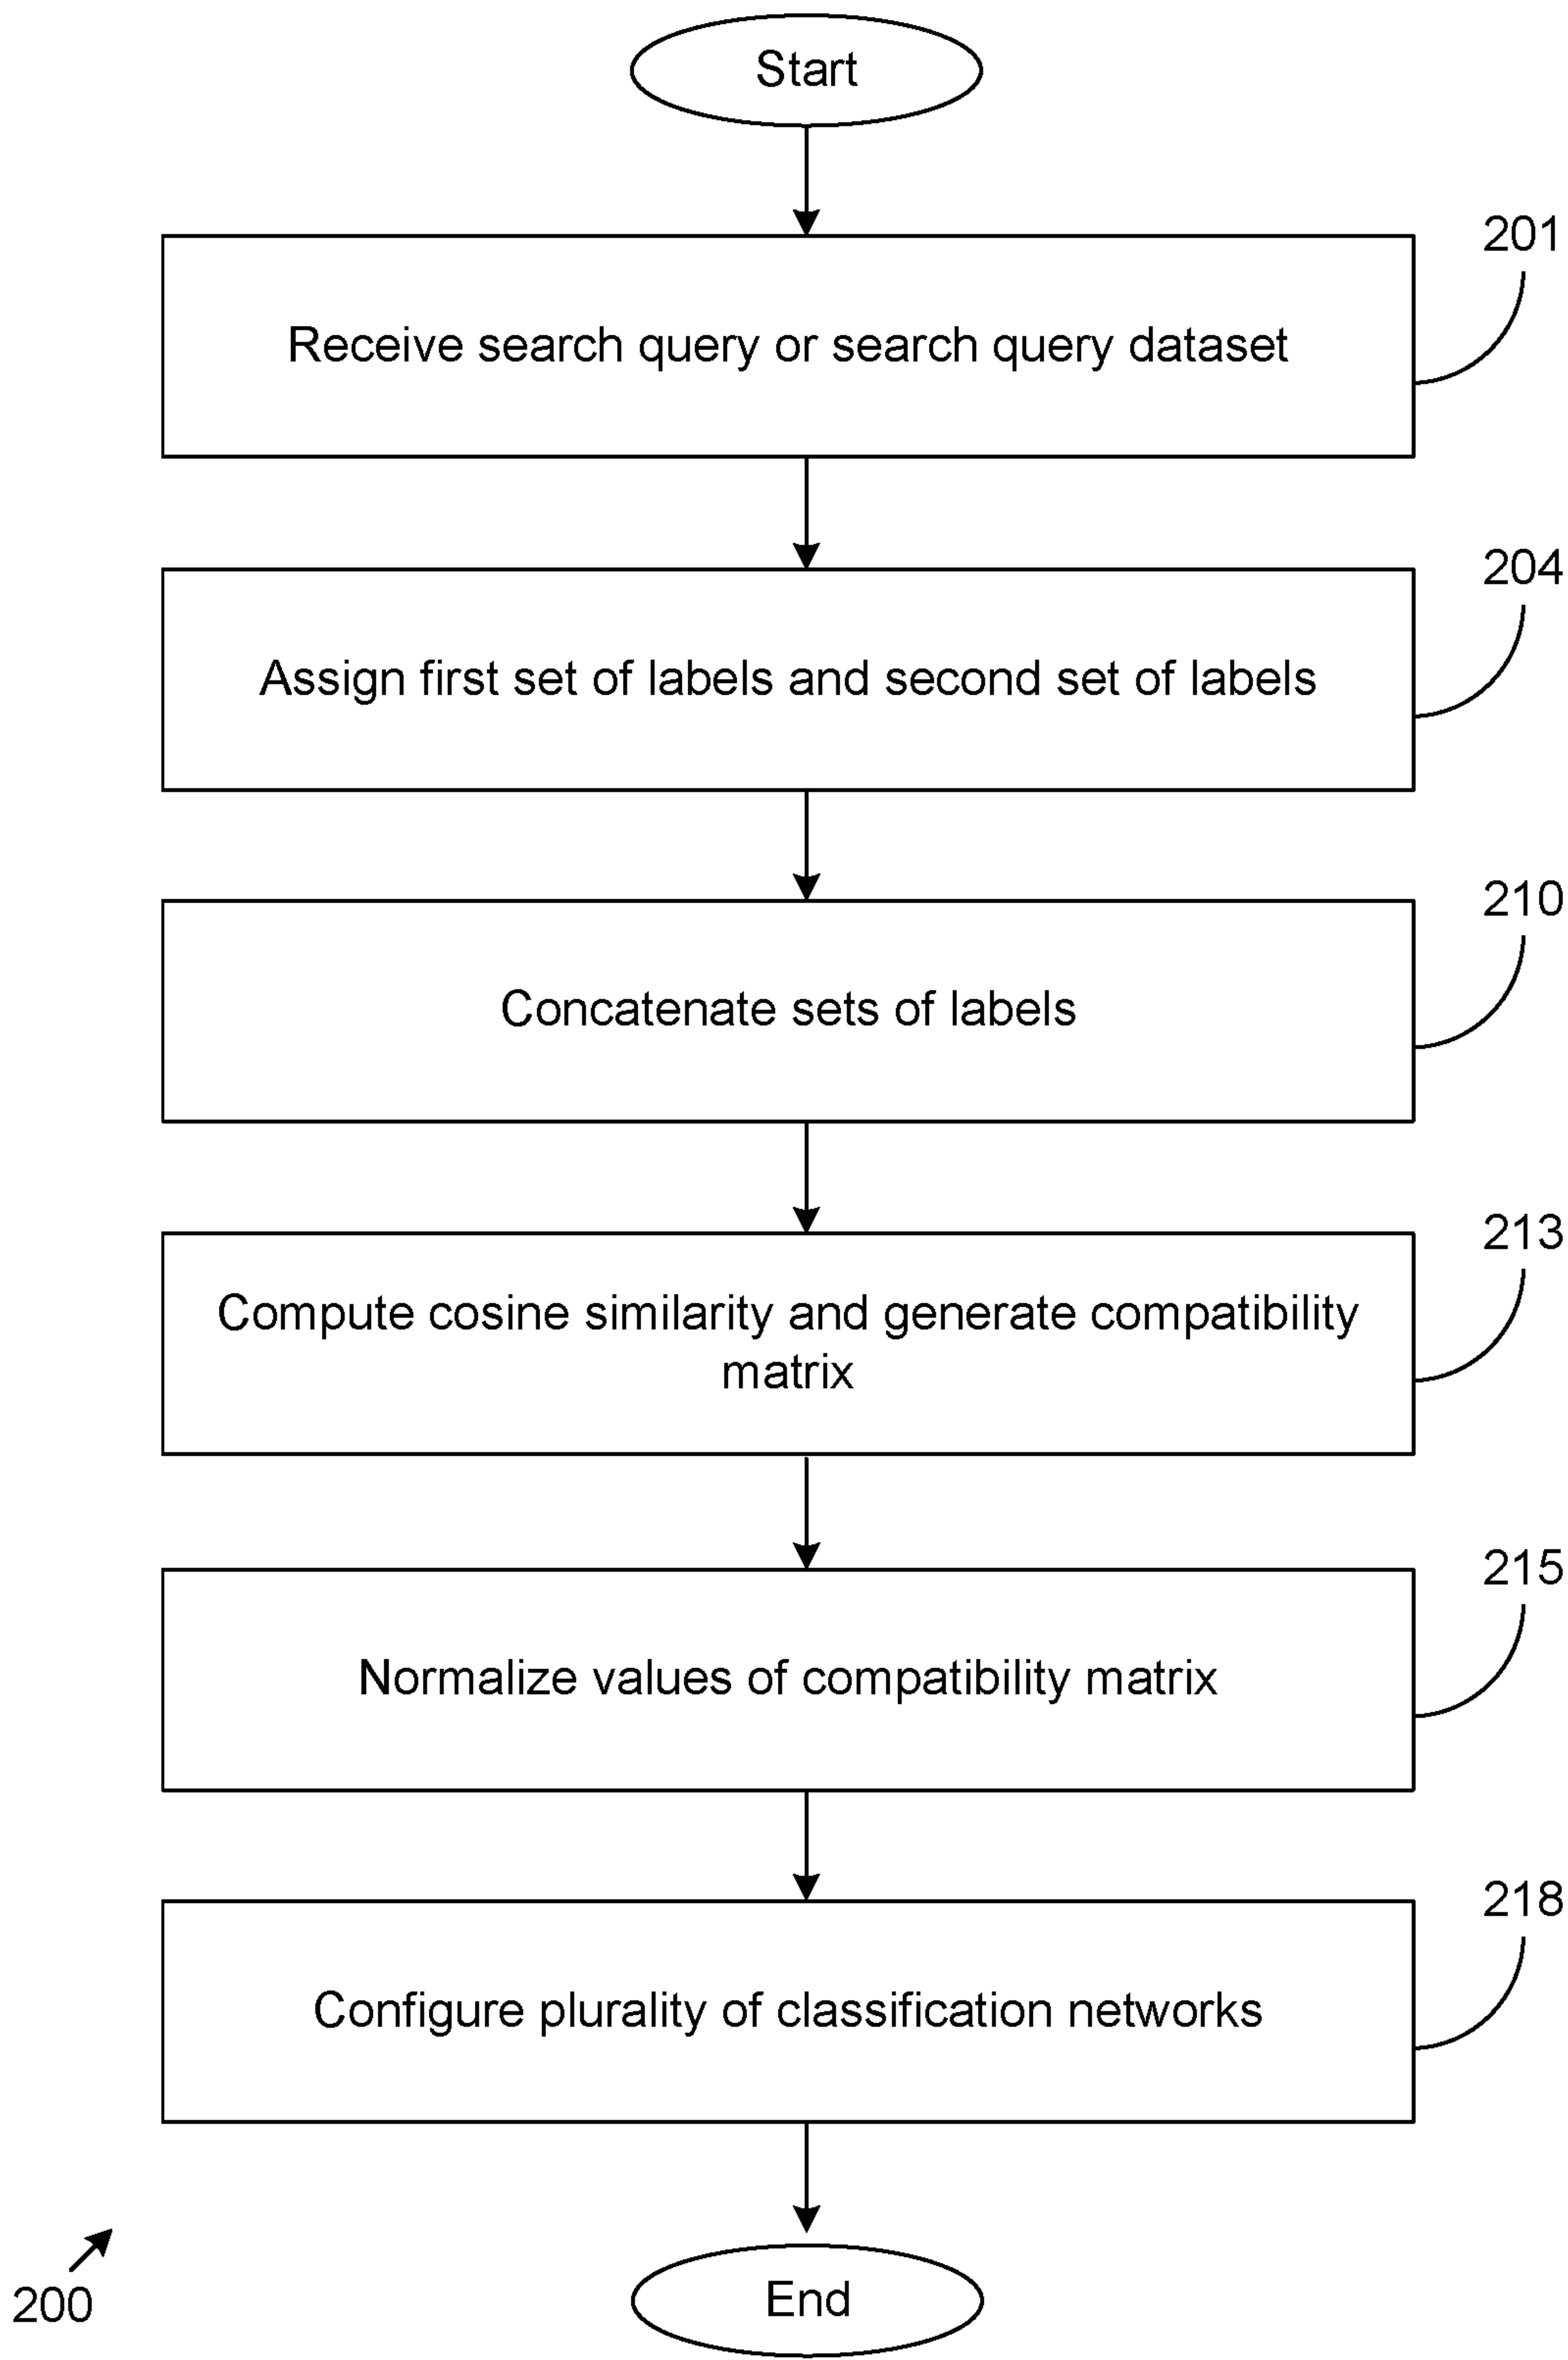 Start
201
Receive search query or search query dataset
204
Assign first set of labels and second set of labels
210
Concatenate sets of labels
213
Compute cosine similarity and generate compatibility
matrix
215
Normalize values of compatibility matrix
218
Configure plurality of classification networks
200
End